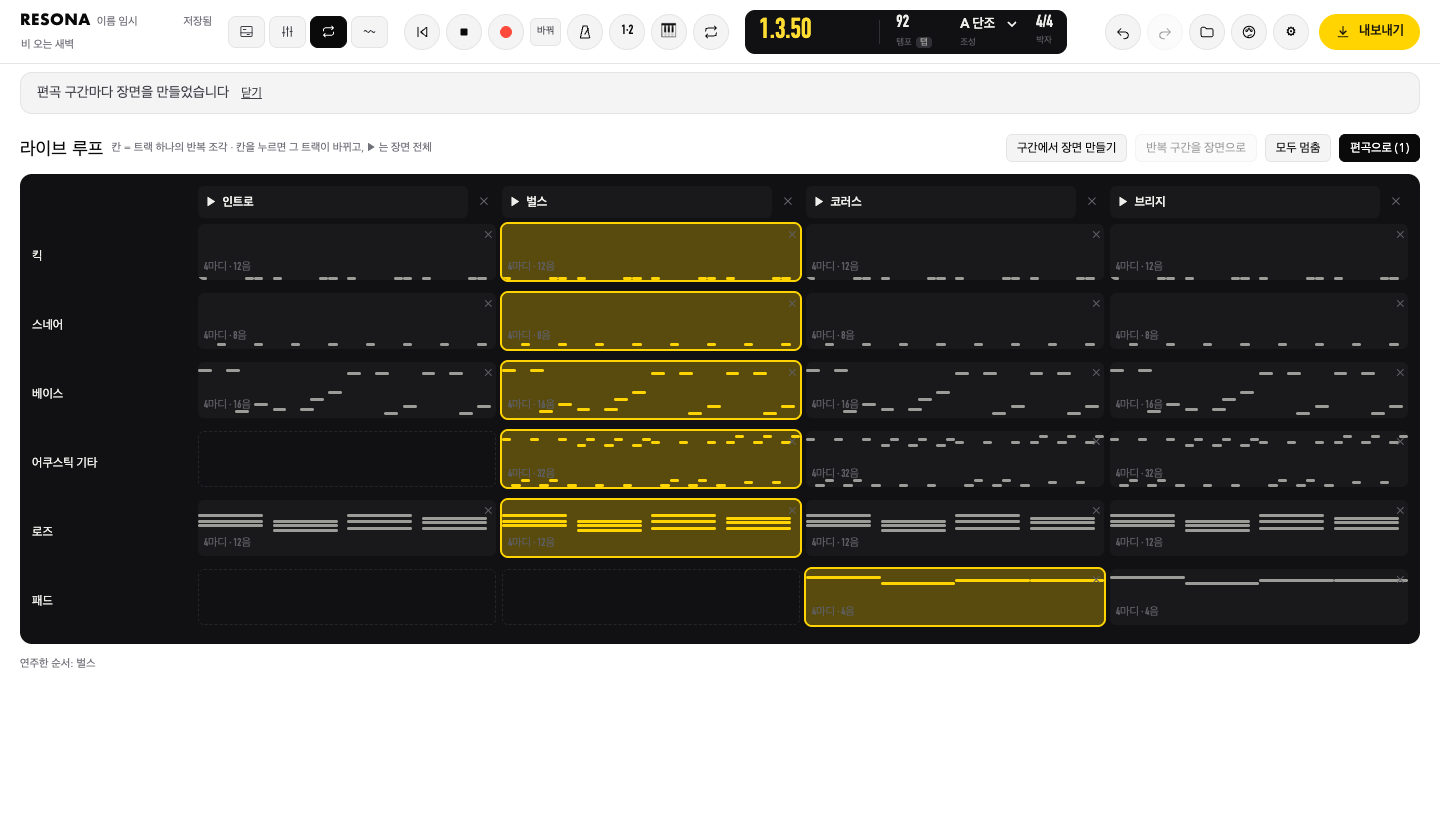 RESONA 이름 임시 저장됨
비 오는 새벽
바꿔
1·2
1.3.50
92
템포 탭
A 단조
조성
4/4
박자
내보내기
편곡 구간마다 장면을 만들었습니다 닫기
라이브 루프 칸 = 트랙 하나의 반복 조각 · 칸을 누르면 그 트랙이 바뀌고, ▶ 는 장면 전체
구간에서 장면 만들기 반복 구간을 장면으로 모두 멈춤 편곡으로 (1)
▶ 인트로 × ▶ 벌스 × ▶ 코러스 × ▶ 브리지 ×
킥
4마디 · 12음 4마디 · 12음 4마디 · 12음 4마디 · 12음
스네어
4마디 · 8음 4마디 · 8음 4마디 · 8음 4마디 · 8음
베이스
4마디 · 16음 4마디 · 16음 4마디 · 16음 4마디 · 16음
어쿠스틱 기타
4마디 · 32음 4마디 · 32음 4마디 · 32음
로즈
4마디 · 12음 4마디 · 12음 4마디 · 12음 4마디 · 12음
패드
4마디 · 4음 4마디 · 4음
연주한 순서: 벌스